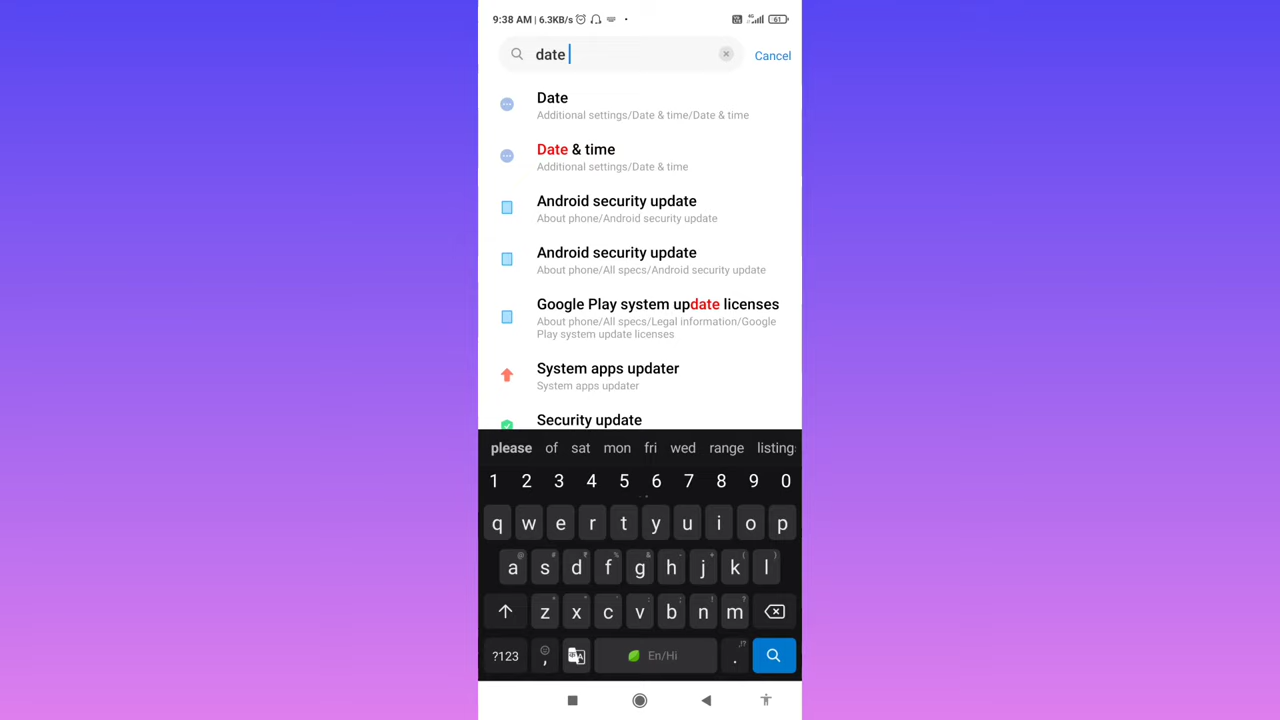 9:38 AM | 6.3KB/s 4G 61
date
Cancel
Date
Additional settings/Date & time/Date & time
Date & time
Additional settings/Date & time
Android security update
About phone/Android security update
Android security update
About phone/All specs/Android security update
Google Play system update licenses
About phone/All specs/Legal information/Google
Play system update licenses
System apps updater
System apps updater
Security update
please of sat mon fri wed range listing
1 2 3 4 5 6 7 8 9 0
q w e r t y u i o p
@ # ₹ % & - + ( )
a s d f g h j k l
* " ' : ; ! ?
z x c v b n m
?123 , En/Hi . ,!?